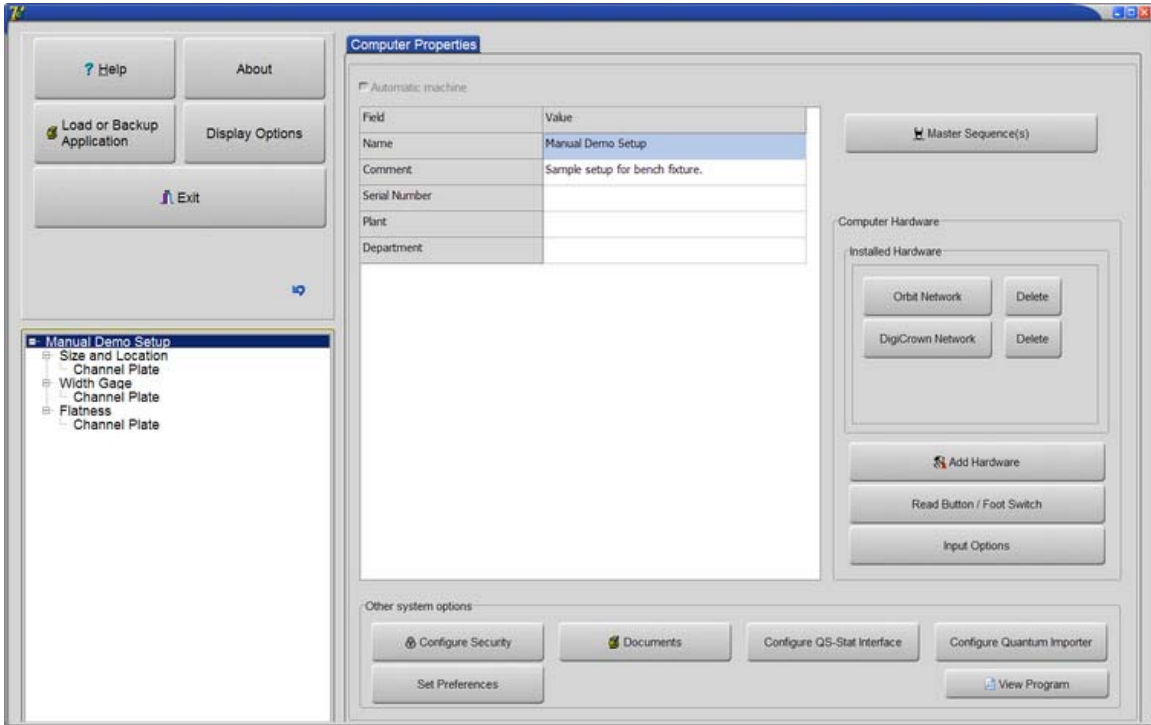 ? Help
About
Load or Backup
Application
Display Options
Exit
Manual Demo Setup
Size and Location
Channel Plate
Width Gage
Channel Plate
Flatness
Channel Plate
Computer Properties
Automatic machine
Field Value
Name Manual Demo Setup
Comment Sample setup for bench fixture.
Serial Number
Plant
Department
Master Sequence(s)
Computer Hardware
Installed Hardware
Orbit Network Delete
DigiCrown Network Delete
Add Hardware
Read Button / Foot Switch
Input Options
Other system options
Configure Security
Documents
Configure QS-Stat Interface
Configure Quantum Importer
Set Preferences
View Program